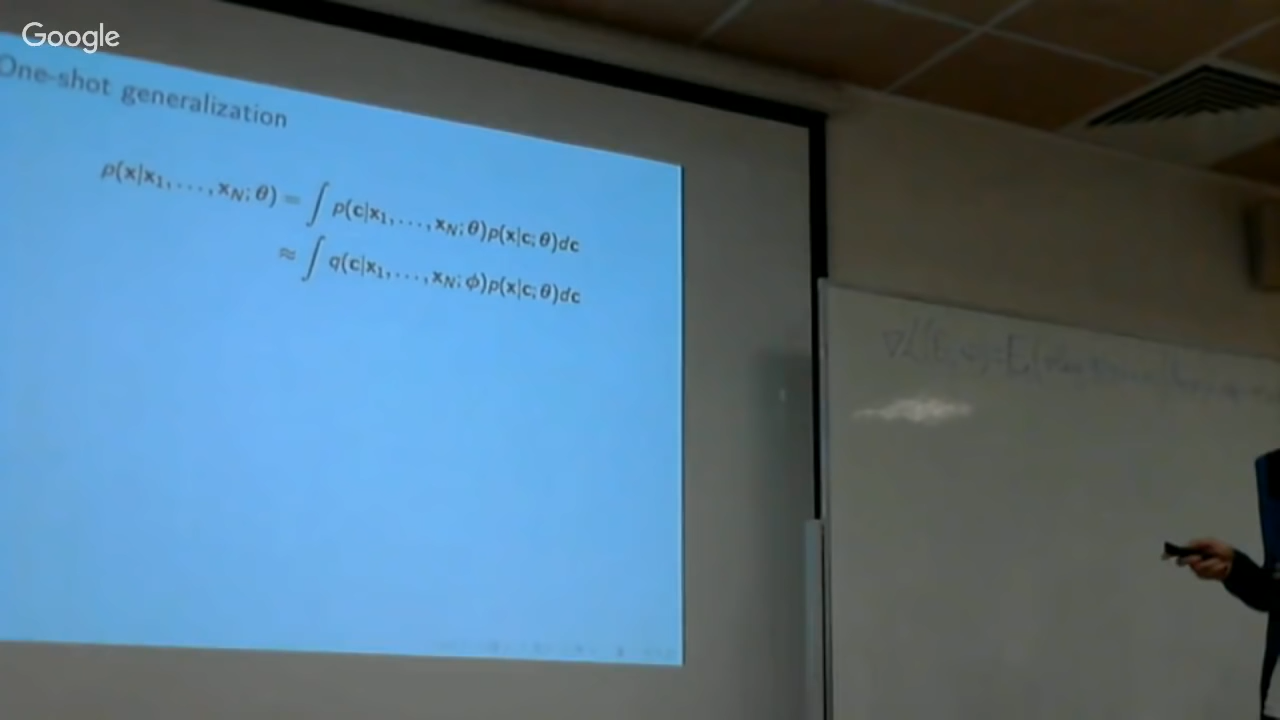 Google
One-shot generalization
p(x|x₁, . . . , x_N; θ) = ∫ p(c|x₁, . . . , x_N; θ)p(x|c; θ)dc
≈ ∫ q(c|x₁, . . . , x_N; ϕ)p(x|c; θ)dc